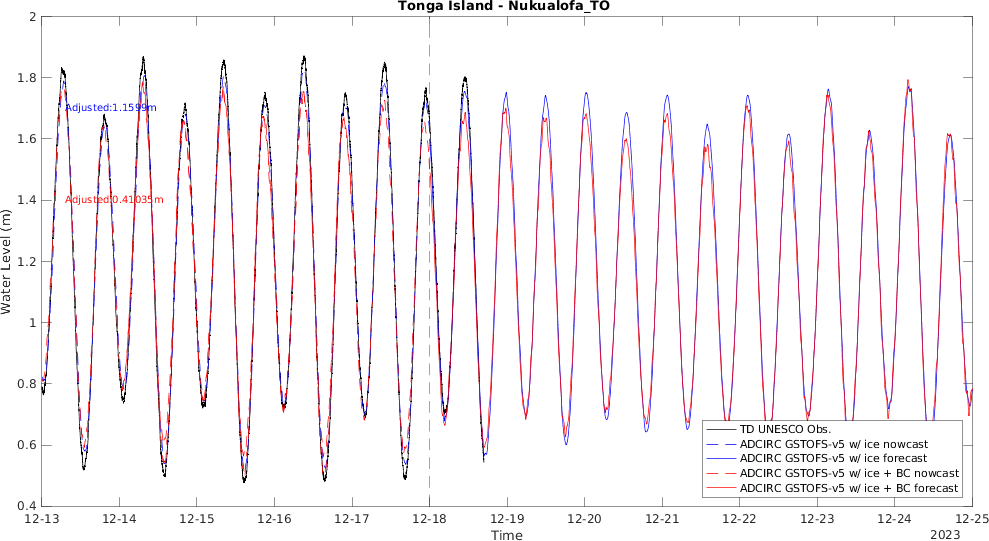 Tonga Island - Nukualofa_TO
2
1.8
1.6
1.4
1.2
1
0.8
0.6
0.4
Water Level (m)
Adjusted:1.1599m
Adjusted:0.41035m
TD UNESCO Obs.
ADCIRC GSTOFS-v5 w/ ice nowcast
ADCIRC GSTOFS-v5 w/ ice forecast
ADCIRC GSTOFS-v5 w/ ice + BC nowcast
ADCIRC GSTOFS-v5 w/ ice + BC forecast
12-13 12-14 12-15 12-16 12-17 12-18 12-19 12-20 12-21 12-22 12-23 12-24 12-25
Time
2023